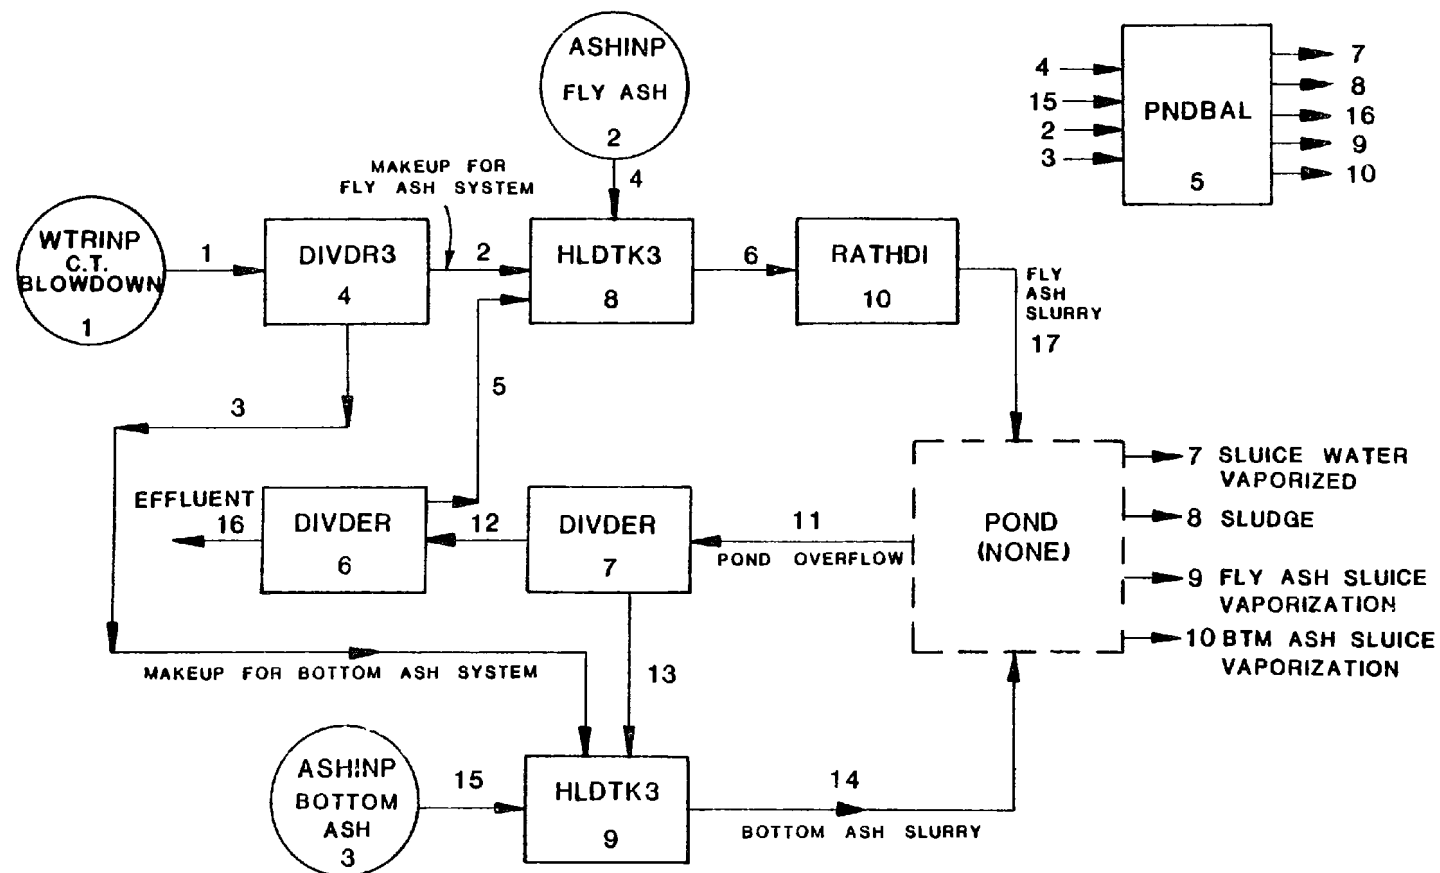 ASHINP
FLY ASH
2
4
15
2
3
PNDBAL
5
7
8
16
9
10
MAKEUP FOR
FLY ASH SYSTEM
4
WTRINP
C.T.
BLOWDOWN
1
1
DIVDR3
4
2
HLDTK3
8
6
RATHDI
10
FLY
ASH
SLURRY
17
3
5
EFFLUENT
16
DIVDER
6
12
DIVDER
7
11
POND OVERFLOW
POND
(NONE)
7 SLUICE WATER
VAPORIZED
8 SLUDGE
9 FLY ASH SLUICE
VAPORIZATION
10 BTM ASH SLUICE
VAPORIZATION
MAKEUP FOR BOTTOM ASH SYSTEM
13
ASHINP
BOTTOM
ASH
3
15
HLDTK3
9
14
BOTTOM ASH SLURRY